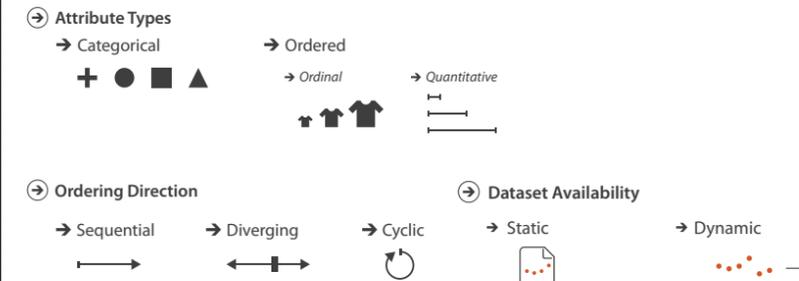 Attribute Types
Categorical
Ordered
Ordinal
Quantitative
Ordering Direction
Sequential
Diverging
Cyclic
Dataset Availability
Static
Dynamic